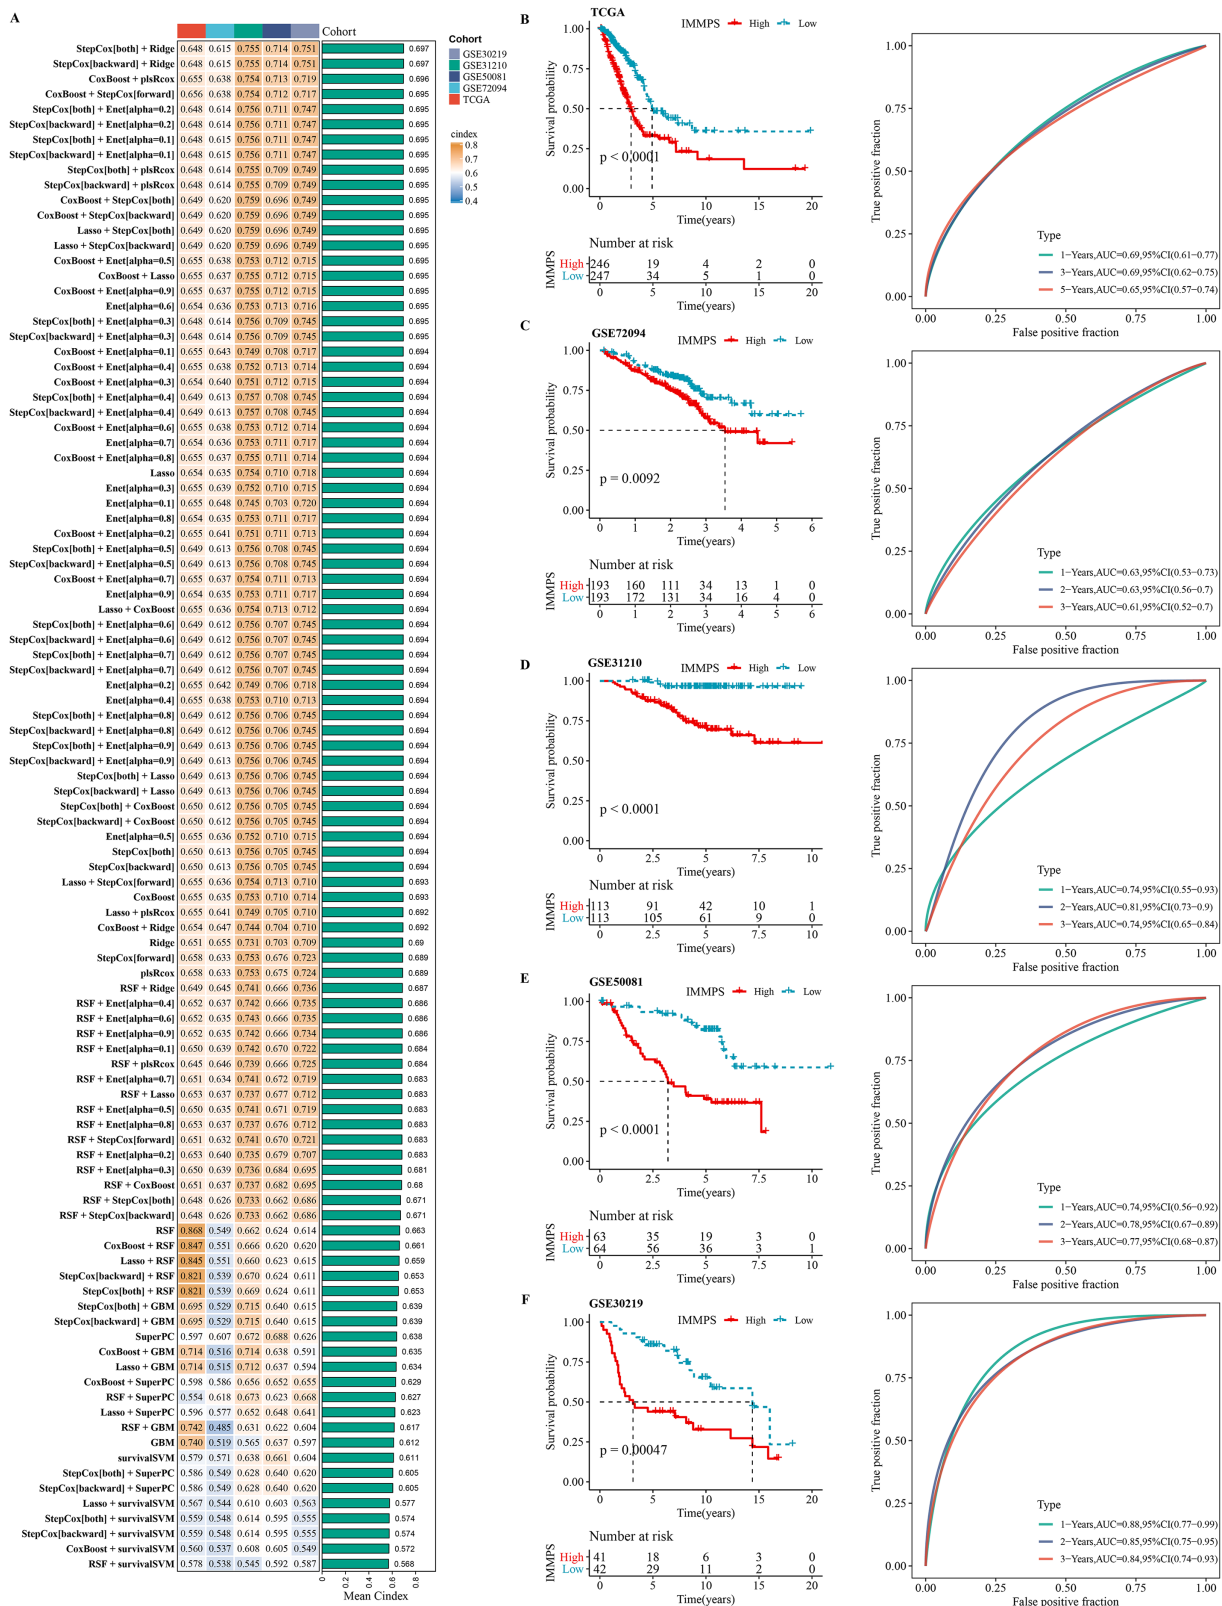 A
Cohort
StepCox[both] + Ridge 0.648 0.615 0.755 0.714 0.751 0.697
StepCox[backward] + Ridge 0.648 0.615 0.755 0.714 0.751 0.697
CoxBoost + plsRcox 0.655 0.638 0.754 0.713 0.719 0.696
CoxBoost + StepCox[forward] 0.656 0.638 0.754 0.712 0.717 0.695
StepCox[both] + Enet[alpha=0.2] 0.648 0.614 0.756 0.711 0.747 0.695
StepCox[backward] + Enet[alpha=0.2] 0.648 0.614 0.756 0.711 0.747 0.695
StepCox[both] + Enet[alpha=0.1] 0.648 0.615 0.756 0.711 0.747 0.695
StepCox[backward] + Enet[alpha=0.1] 0.648 0.615 0.756 0.711 0.747 0.695
StepCox[both] + plsRcox 0.648 0.614 0.755 0.709 0.749 0.695
StepCox[backward] + plsRcox 0.648 0.614 0.755 0.709 0.749 0.695
CoxBoost + StepCox[both] 0.649 0.620 0.759 0.696 0.749 0.695
CoxBoost + StepCox[backward] 0.649 0.620 0.759 0.696 0.749 0.695
Lasso + StepCox[both] 0.649 0.620 0.759 0.696 0.749 0.695
Lasso + StepCox[backward] 0.649 0.620 0.759 0.696 0.749 0.695
CoxBoost + Enet[alpha=0.5] 0.655 0.638 0.753 0.712 0.715 0.695
CoxBoost + Lasso 0.655 0.637 0.755 0.712 0.715 0.695
CoxBoost + Enet[alpha=0.9] 0.655 0.637 0.755 0.712 0.715 0.695
Enet[alpha=0.6] 0.654 0.636 0.753 0.713 0.716 0.695
StepCox[both] + Enet[alpha=0.3] 0.648 0.614 0.756 0.709 0.745 0.695
StepCox[backward] + Enet[alpha=0.3] 0.648 0.614 0.756 0.709 0.745 0.695
CoxBoost + Enet[alpha=0.1] 0.655 0.643 0.749 0.708 0.717 0.694
CoxBoost + Enet[alpha=0.4] 0.655 0.638 0.752 0.713 0.714 0.694
CoxBoost + Enet[alpha=0.3] 0.654 0.640 0.751 0.712 0.715 0.694
StepCox[both] + Enet[alpha=0.4] 0.649 0.613 0.757 0.708 0.745 0.694
StepCox[backward] + Enet[alpha=0.4] 0.649 0.613 0.757 0.708 0.745 0.694
CoxBoost + Enet[alpha=0.6] 0.655 0.638 0.753 0.712 0.714 0.694
Enet[alpha=0.7] 0.654 0.636 0.753 0.711 0.717 0.694
CoxBoost + Enet[alpha=0.8] 0.655 0.637 0.755 0.711 0.714 0.694
Lasso 0.654 0.635 0.754 0.710 0.718 0.694
Enet[alpha=0.3] 0.655 0.639 0.752 0.710 0.715 0.694
Enet[alpha=0.1] 0.655 0.648 0.745 0.703 0.720 0.694
Enet[alpha=0.8] 0.654 0.635 0.753 0.711 0.717 0.694
CoxBoost + Enet[alpha=0.2] 0.655 0.641 0.751 0.711 0.713 0.694
StepCox[both] + Enet[alpha=0.5] 0.649 0.613 0.756 0.708 0.745 0.694
StepCox[backward] + Enet[alpha=0.5] 0.649 0.613 0.756 0.708 0.745 0.694
CoxBoost + Enet[alpha=0.7] 0.655 0.637 0.754 0.711 0.713 0.694
Enet[alpha=0.9] 0.654 0.635 0.753 0.711 0.717 0.694
Lasso + CoxBoost 0.655 0.636 0.754 0.713 0.712 0.694
StepCox[both] + Enet[alpha=0.6] 0.649 0.612 0.756 0.707 0.745 0.694
StepCox[backward] + Enet[alpha=0.6] 0.649 0.612 0.756 0.707 0.745 0.694
StepCox[both] + Enet[alpha=0.7] 0.649 0.612 0.756 0.707 0.745 0.694
StepCox[backward] + Enet[alpha=0.7] 0.649 0.612 0.756 0.707 0.745 0.694
Enet[alpha=0.2] 0.655 0.642 0.749 0.706 0.718 0.694
Enet[alpha=0.4] 0.655 0.638 0.753 0.710 0.713 0.694
StepCox[both] + Enet[alpha=0.8] 0.649 0.612 0.756 0.706 0.745 0.694
StepCox[backward] + Enet[alpha=0.8] 0.649 0.612 0.756 0.706 0.745 0.694
StepCox[both] + Enet[alpha=0.9] 0.649 0.613 0.756 0.706 0.745 0.694
StepCox[backward] + Enet[alpha=0.9] 0.649 0.613 0.756 0.706 0.745 0.694
StepCox[both] + Lasso 0.649 0.613 0.756 0.706 0.745 0.694
StepCox[backward] + Lasso 0.649 0.613 0.756 0.706 0.745 0.694
StepCox[both] + CoxBoost 0.650 0.612 0.756 0.705 0.745 0.694
StepCox[backward] + CoxBoost 0.650 0.612 0.756 0.705 0.745 0.694
Enet[alpha=0.5] 0.655 0.636 0.752 0.710 0.715 0.694
StepCox[both] 0.650 0.613 0.756 0.705 0.745 0.694
StepCox[backward] 0.650 0.613 0.756 0.705 0.745 0.694
Lasso + StepCox[forward] 0.655 0.636 0.754 0.713 0.710 0.693
CoxBoost 0.655 0.635 0.753 0.710 0.714 0.693
Lasso + plsRcox 0.655 0.641 0.749 0.705 0.710 0.692
CoxBoost + Ridge 0.654 0.647 0.744 0.704 0.710 0.692
Ridge 0.651 0.655 0.731 0.703 0.709 0.69
StepCox[forward] 0.658 0.633 0.753 0.676 0.723 0.689
plsRcox 0.658 0.633 0.753 0.675 0.724 0.689
RSF + Ridge 0.649 0.645 0.741 0.666 0.736 0.687
RSF + Enet[alpha=0.4] 0.652 0.637 0.742 0.666 0.735 0.686
RSF + Enet[alpha=0.6] 0.652 0.635 0.743 0.666 0.735 0.686
RSF + Enet[alpha=0.9] 0.652 0.635 0.742 0.666 0.734 0.686
RSF + Enet[alpha=0.1] 0.650 0.639 0.742 0.670 0.722 0.684
RSF + plsRcox 0.645 0.646 0.739 0.666 0.725 0.684
RSF + Enet[alpha=0.7] 0.651 0.634 0.741 0.672 0.719 0.683
RSF + Lasso 0.653 0.637 0.737 0.677 0.712 0.683
RSF + Enet[alpha=0.5] 0.650 0.635 0.741 0.671 0.719 0.683
RSF + Enet[alpha=0.8] 0.653 0.637 0.737 0.676 0.712 0.683
RSF + StepCox[forward] 0.651 0.632 0.741 0.670 0.721 0.683
RSF + Enet[alpha=0.2] 0.653 0.640 0.735 0.679 0.707 0.683
RSF + Enet[alpha=0.3] 0.650 0.639 0.736 0.684 0.695 0.681
RSF + CoxBoost 0.651 0.637 0.737 0.682 0.695 0.68
RSF + StepCox[both] 0.648 0.626 0.733 0.662 0.686 0.671
RSF + StepCox[backward] 0.648 0.626 0.733 0.662 0.686 0.671
RSF 0.868 0.549 0.662 0.624 0.614 0.663
CoxBoost + RSF 0.847 0.551 0.666 0.620 0.620 0.661
Lasso + RSF 0.845 0.551 0.660 0.623 0.615 0.659
StepCox[backward] + RSF 0.821 0.539 0.670 0.624 0.611 0.653
StepCox[both] + RSF 0.821 0.539 0.669 0.624 0.611 0.653
StepCox[both] + GBM 0.695 0.529 0.715 0.640 0.615 0.639
StepCox[backward] + GBM 0.695 0.529 0.715 0.640 0.615 0.639
SuperPC 0.597 0.607 0.672 0.688 0.626 0.638
CoxBoost + GBM 0.714 0.516 0.714 0.638 0.591 0.635
Lasso + GBM 0.714 0.515 0.712 0.637 0.594 0.634
CoxBoost + SuperPC 0.598 0.586 0.656 0.652 0.655 0.629
RSF + SuperPC 0.554 0.618 0.673 0.623 0.668 0.627
Lasso + SuperPC 0.596 0.577 0.652 0.648 0.641 0.623
RSF + GBM 0.742 0.485 0.631 0.622 0.604 0.617
GBM 0.740 0.519 0.565 0.637 0.597 0.612
survivalSVM 0.579 0.571 0.638 0.661 0.604 0.611
StepCox[both] + SuperPC 0.586 0.549 0.628 0.640 0.620 0.605
StepCox[backward] + SuperPC 0.586 0.549 0.628 0.640 0.620 0.605
Lasso + survivalSVM 0.567 0.544 0.610 0.603 0.563 0.577
StepCox[both] + survivalSVM 0.559 0.548 0.614 0.595 0.555 0.574
StepCox[backward] + survivalSVM 0.559 0.548 0.614 0.595 0.555 0.574
CoxBoost + survivalSVM 0.560 0.537 0.608 0.605 0.549 0.572
RSF + survivalSVM 0.578 0.538 0.545 0.592 0.587 0.568
0 0.2 0.4 0.6 0.8 1
Mean Cindex
Cohort
GSE30219
GSE31210
GSE50081
GSE72094
TCGA
cindex
0.8
0.7
0.6
0.5
0.4
B
TCGA
IMMPS High Low
Survival probability
1.00
0.75
0.50
0.25
0.00
p < 0.0001
0 5 10 15 20
Time(years)
Number at risk
IMMPS
High 246 19 4 2 0
Low 247 34 5 1 0
0 5 10 15 20
Time(years)
True positive fraction
1.00
0.75
0.50
0.25
0.00
Type
1−Years,AUC=0.69,95%CI(0.61−0.77)
3−Years,AUC=0.69,95%CI(0.62−0.75)
5−Years,AUC=0.65,95%CI(0.57−0.74)
0.00 0.25 0.50 0.75 1.00
False positive fraction
C
GSE72094
IMMPS High Low
Survival probability
1.00
0.75
0.50
0.25
0.00
p = 0.0092
0 1 2 3 4 5 6
Time(years)
Number at risk
IMMPS
High 193 160 111 34 13 1 0
Low 193 172 131 34 16 4 0
0 1 2 3 4 5 6
Time(years)
True positive fraction
1.00
0.75
0.50
0.25
0.00
Type
1−Years,AUC=0.63,95%CI(0.53−0.73)
2−Years,AUC=0.63,95%CI(0.56−0.7)
3−Years,AUC=0.61,95%CI(0.52−0.7)
0.00 0.25 0.50 0.75 1.00
False positive fraction
D
GSE31210
IMMPS High Low
Survival probability
1.00
0.75
0.50
0.25
0.00
p < 0.0001
0 2.5 5 7.5 10
Time(years)
Number at risk
IMMPS
High 113 91 42 10 1
Low 113 105 61 9 0
0 2.5 5 7.5 10
Time(years)
True positive fraction
1.00
0.75
0.50
0.25
0.00
Type
1−Years,AUC=0.74,95%CI(0.55−0.93)
2−Years,AUC=0.81,95%CI(0.73−0.9)
3−Years,AUC=0.74,95%CI(0.65−0.84)
0.00 0.25 0.50 0.75 1.00
False positive fraction
E
GSE50081
IMMPS High Low
Survival probability
1.00
0.75
0.50
0.25
0.00
p < 0.0001
0 2.5 5 7.5 10
Time(years)
Number at risk
IMMPS
High 63 35 19 3 0
Low 64 56 36 3 1
0 2.5 5 7.5 10
Time(years)
True positive fraction
1.00
0.75
0.50
0.25
0.00
Type
1−Years,AUC=0.74,95%CI(0.56−0.92)
2−Years,AUC=0.78,95%CI(0.67−0.89)
3−Years,AUC=0.77,95%CI(0.68−0.87)
0.00 0.25 0.50 0.75 1.00
False positive fraction
F
GSE30219
IMMPS High Low
Survival probability
1.00
0.75
0.50
0.25
0.00
p = 0.00047
0 5 10 15 20
Time(years)
Number at risk
IMMPS
High 41 18 6 3 0
Low 42 29 11 2 0
0 5 10 15 20
Time(years)
True positive fraction
1.00
0.75
0.50
0.25
0.00
Type
1−Years,AUC=0.88,95%CI(0.77−0.99)
2−Years,AUC=0.85,95%CI(0.75−0.95)
3−Years,AUC=0.84,95%CI(0.74−0.93)
0.00 0.25 0.50 0.75 1.00
False positive fraction